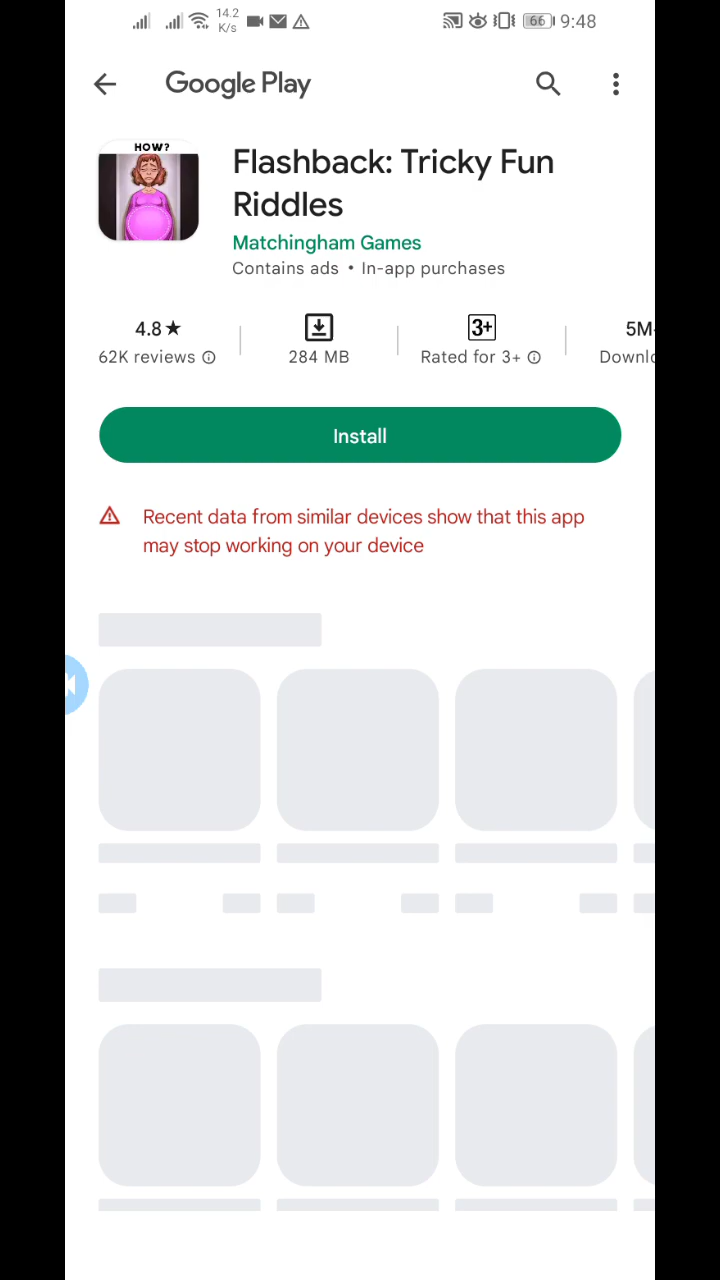 14.2
K/s
66 9:48
Google Play
HOW?
Flashback: Tricky Fun
Riddles
Matchingham Games
Contains ads • In-app purchases
4.8★
62K reviews
284 MB
3+
Rated for 3+
5M
Downlo
Install
Recent data from similar devices show that this app
may stop working on your device